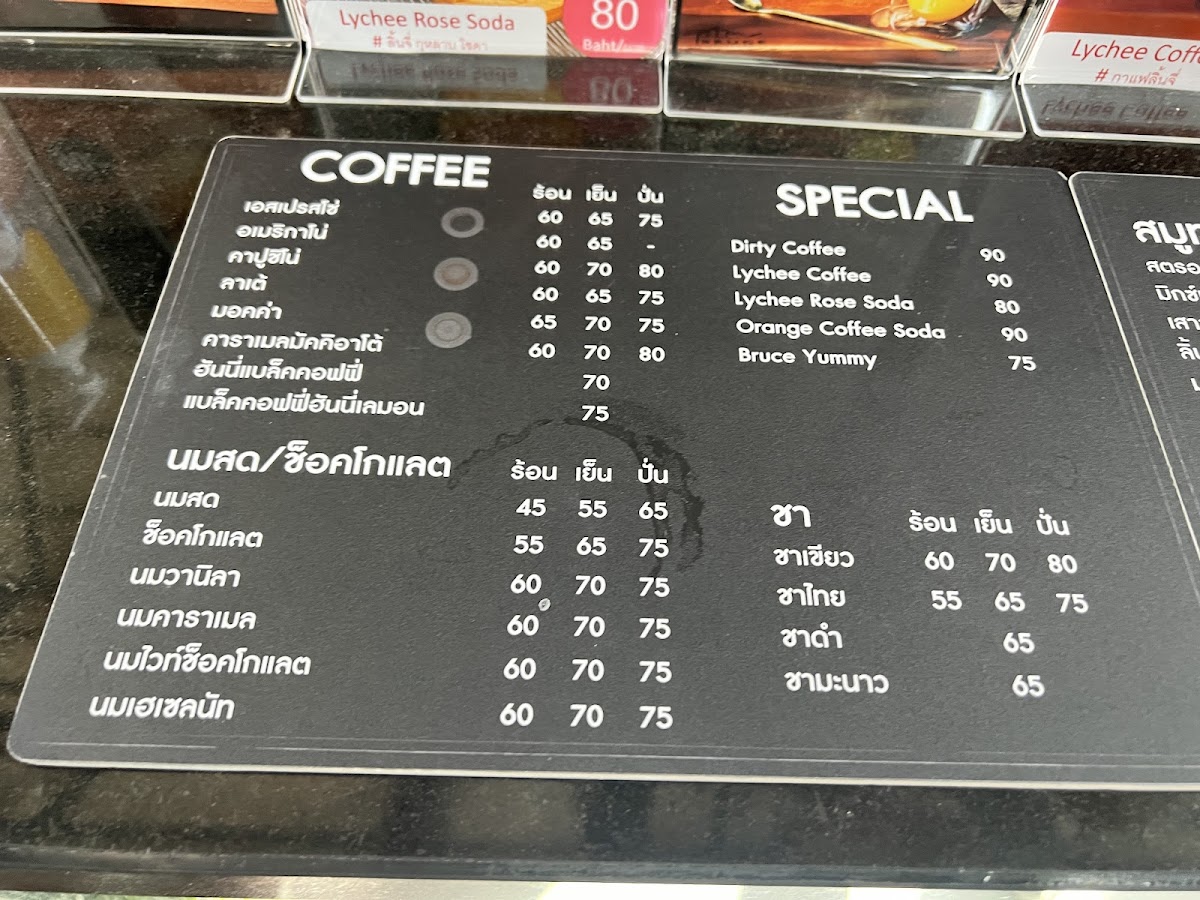 Lychee Rose Soda
# ลิ้นจี่ กุหลาบ โซดา
80
Lychee Coff
# กาแฟลิ้นจี่
COFFEE ร้อน เย็น ปั่น
เอสเปรสโซ่ 60 65 75
อเมริกาโน่ 60 65 -
คาปูชิโน่ 60 70 80
ลาเต้ 60 65 75
มอคค่า 65 70 75
คาราเมลมัคคิอาโต้ 60 70 80
ฮันนี่แบล็คคอฟฟี่ 70
แบล็คคอฟฟี่ฮันนี่เลมอน 75
นมสด/ช็อคโกแลต ร้อน เย็น ปั่น
นมสด 45 55 65
ช็อคโกแลต 55 65 75
นมวานิลา 60 70 75
นมคาราเมล 60 70 75
นมไวท์ช็อคโกแลต 60 70 75
นมเฮเซลนัท 60 70 75
SPECIAL
Dirty Coffee 90
Lychee Coffee 90
Lychee Rose Soda 80
Orange Coffee Soda 90
Bruce Yummy 75
ชา ร้อน เย็น ปั่น
ชาเขียว 60 70 80
ชาไทย 55 65 75
ชาดำ 65
ชามะนาว 65
สมูท
สตรอ
มิกซ์
เสา